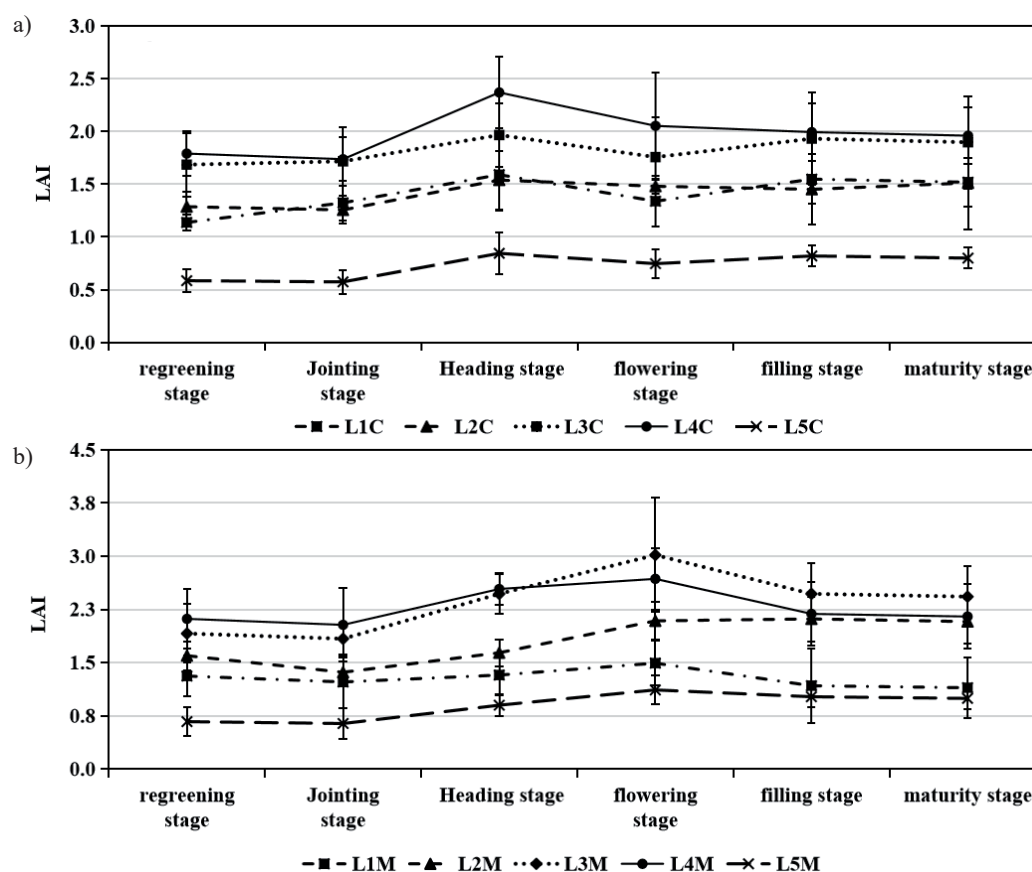 a)
3.0
2.5
2.0
1.5
1.0
0.5
0.0
LAI
regreening stage
Jointing stage
Heading stage
flowering stage
filling stage
maturity stage
L1C L2C L3C L4C L5C
b)
4.5
3.8
3.0
2.3
1.5
0.8
0.0
LAI
regreening stage
Jointing stage
Heading stage
flowering stage
filling stage
maturity stage
L1M L2M L3M L4M L5M